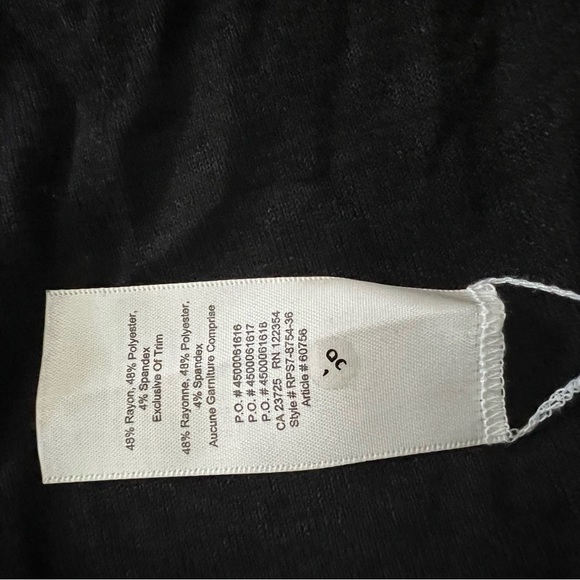 48% Rayon, 48% Polyester,
4% Spandex
Exclusive Of Trim
48% Rayonne, 48% Polyester,
4% Spandex
Aucune Garniture Comprise
P.O. #4500061616
P.O. #4500061617
P.O. #4500061618
CA 23725 RN 122354
Style # RPS7-8754-36
Article # 60756